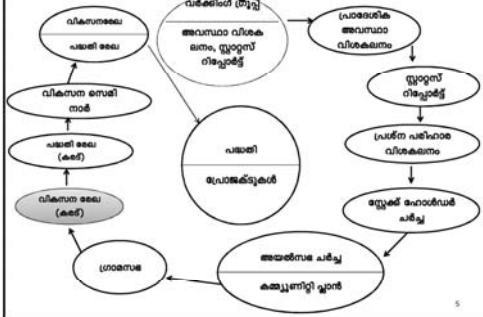 വർക്കിംഗ് ഗ്രൂപ്പ്
അവസ്ഥാ വിശക
ലനം, സ്റ്റാറ്റസ്
റിപ്പോർട്ട്
പ്രാദേശിക
അവസ്ഥാ
വിശകലനം
സ്റ്റാറ്റസ്
റിപ്പോർട്ട്
പ്രശ്ന പരിഹാര
വിശകലനം
സ്റ്റേക്ക് ഹോൾഡർ
ചർച്ച
അയൽസഭ ചർച്ച
കമ്മ്യൂണിറ്റി പ്ലാൻ
ഗ്രാമസഭ
വികസന രേഖ
(കരട്)
പദ്ധതി രേഖ
(കരട്)
വികസന സെമി
നാർ
വികസനരേഖ
പദ്ധതി രേഖ
പദ്ധതി
പ്രോജക്ടുകൾ
5